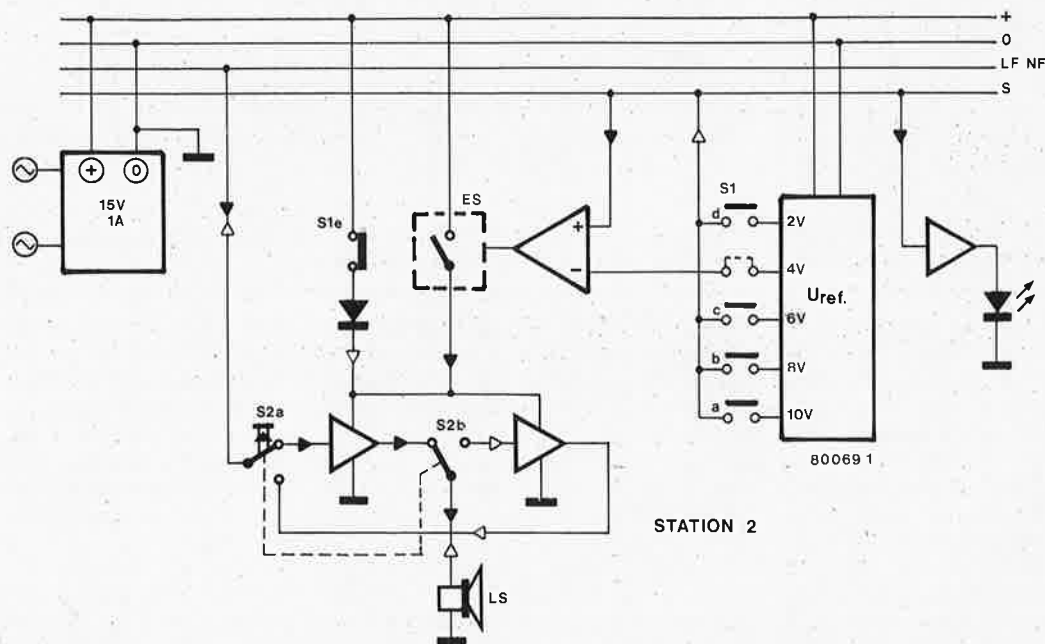 +
0
LF NF
S
+ 0
15V
1A
S1e
ES
+
−
S1
d
2V
4V
Uref.
c
6V
b
8V
a
10V
80069 1
S2a
S2b
STATION 2
LS